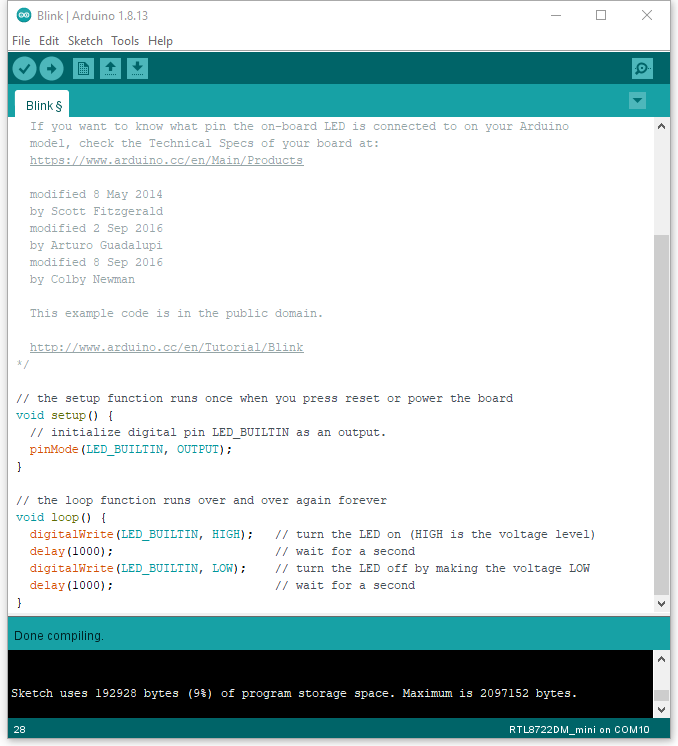 Blink | Arduino 1.8.13
File Edit Sketch Tools Help
Blink §
If you want to know what pin the on-board LED is connected to on your Arduino
model, check the Technical Specs of your board at:
https://www.arduino.cc/en/Main/Products
modified 8 May 2014
by Scott Fitzgerald
modified 2 Sep 2016
by Arturo Guadalupi
modified 8 Sep 2016
by Colby Newman
This example code is in the public domain.
http://www.arduino.cc/en/Tutorial/Blink
*/
// the setup function runs once when you press reset or power the board
void setup() {
// initialize digital pin LED_BUILTIN as an output.
pinMode(LED_BUILTIN, OUTPUT);
}
// the loop function runs over and over again forever
void loop() {
digitalWrite(LED_BUILTIN, HIGH);   // turn the LED on (HIGH is the voltage level)
delay(1000);                       // wait for a second
digitalWrite(LED_BUILTIN, LOW);    // turn the LED off by making the voltage LOW
delay(1000);                       // wait for a second
}
Done compiling.
Sketch uses 192928 bytes (9%) of program storage space. Maximum is 2097152 bytes.
28 RTL8722DM_mini on COM10